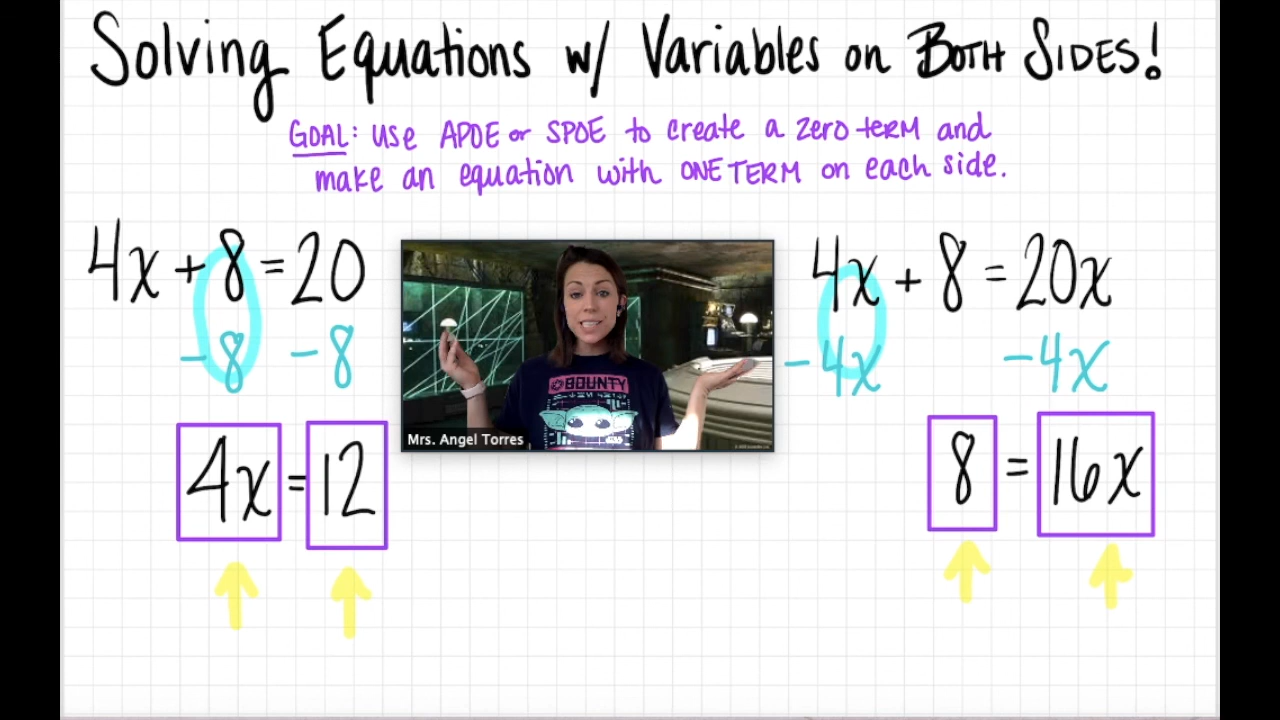 Solving Equations w/ Variables on BOTH SIDES!
GOAL: Use APOE or SPOE to create a zero term and
make an equation with ONE TERM on each side.
4x + 8 = 20
- 8 - 8
4x = 12
BOUNTY
Mrs. Angel Torres
4x + 8 = 20x
- 4x - 4x
8 = 16x